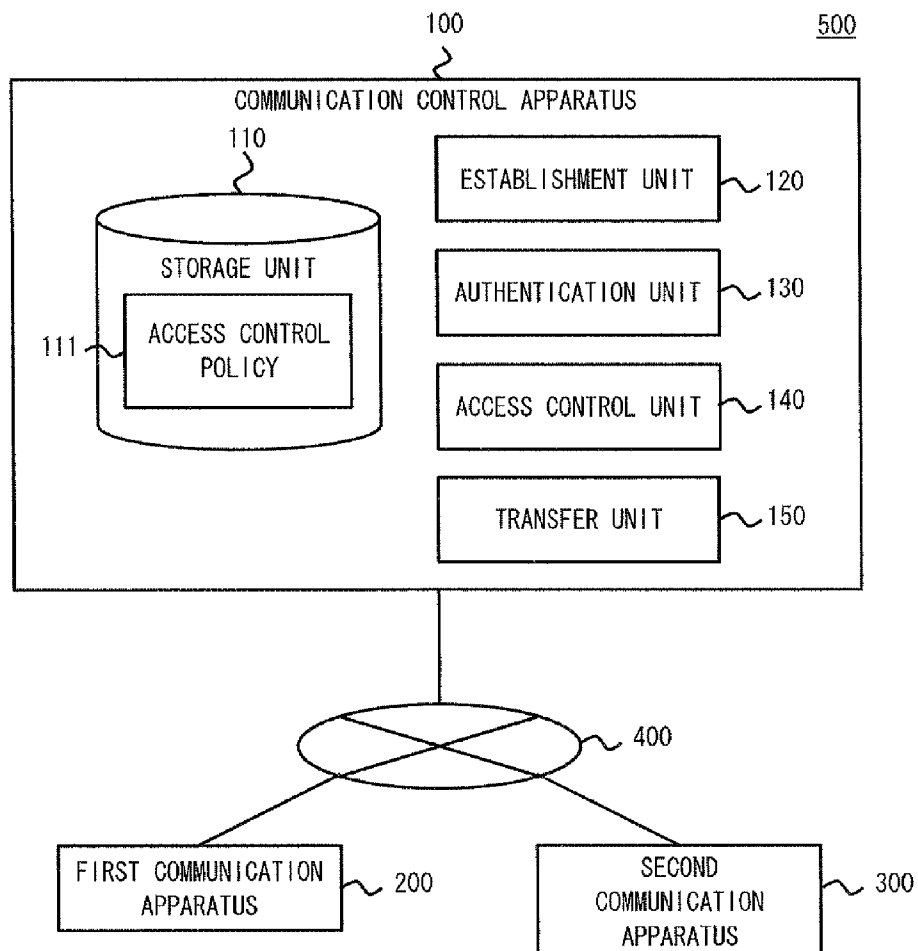 500
100
COMMUNICATION CONTROL APPARATUS
110
STORAGE UNIT
111
ACCESS CONTROL
POLICY
ESTABLISHMENT UNIT
120
AUTHENTICATION UNIT
130
ACCESS CONTROL UNIT
140
TRANSFER UNIT
150
400
FIRST COMMUNICATION
APPARATUS
200
SECOND
COMMUNICATION
APPARATUS
300